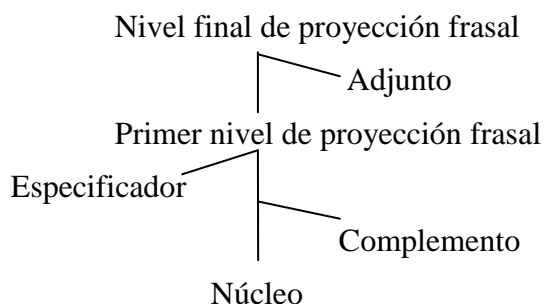 Nivel final de proyección frasal
Adjunto
Primer nivel de proyección frasal
Especificador
Complemento
Núcleo